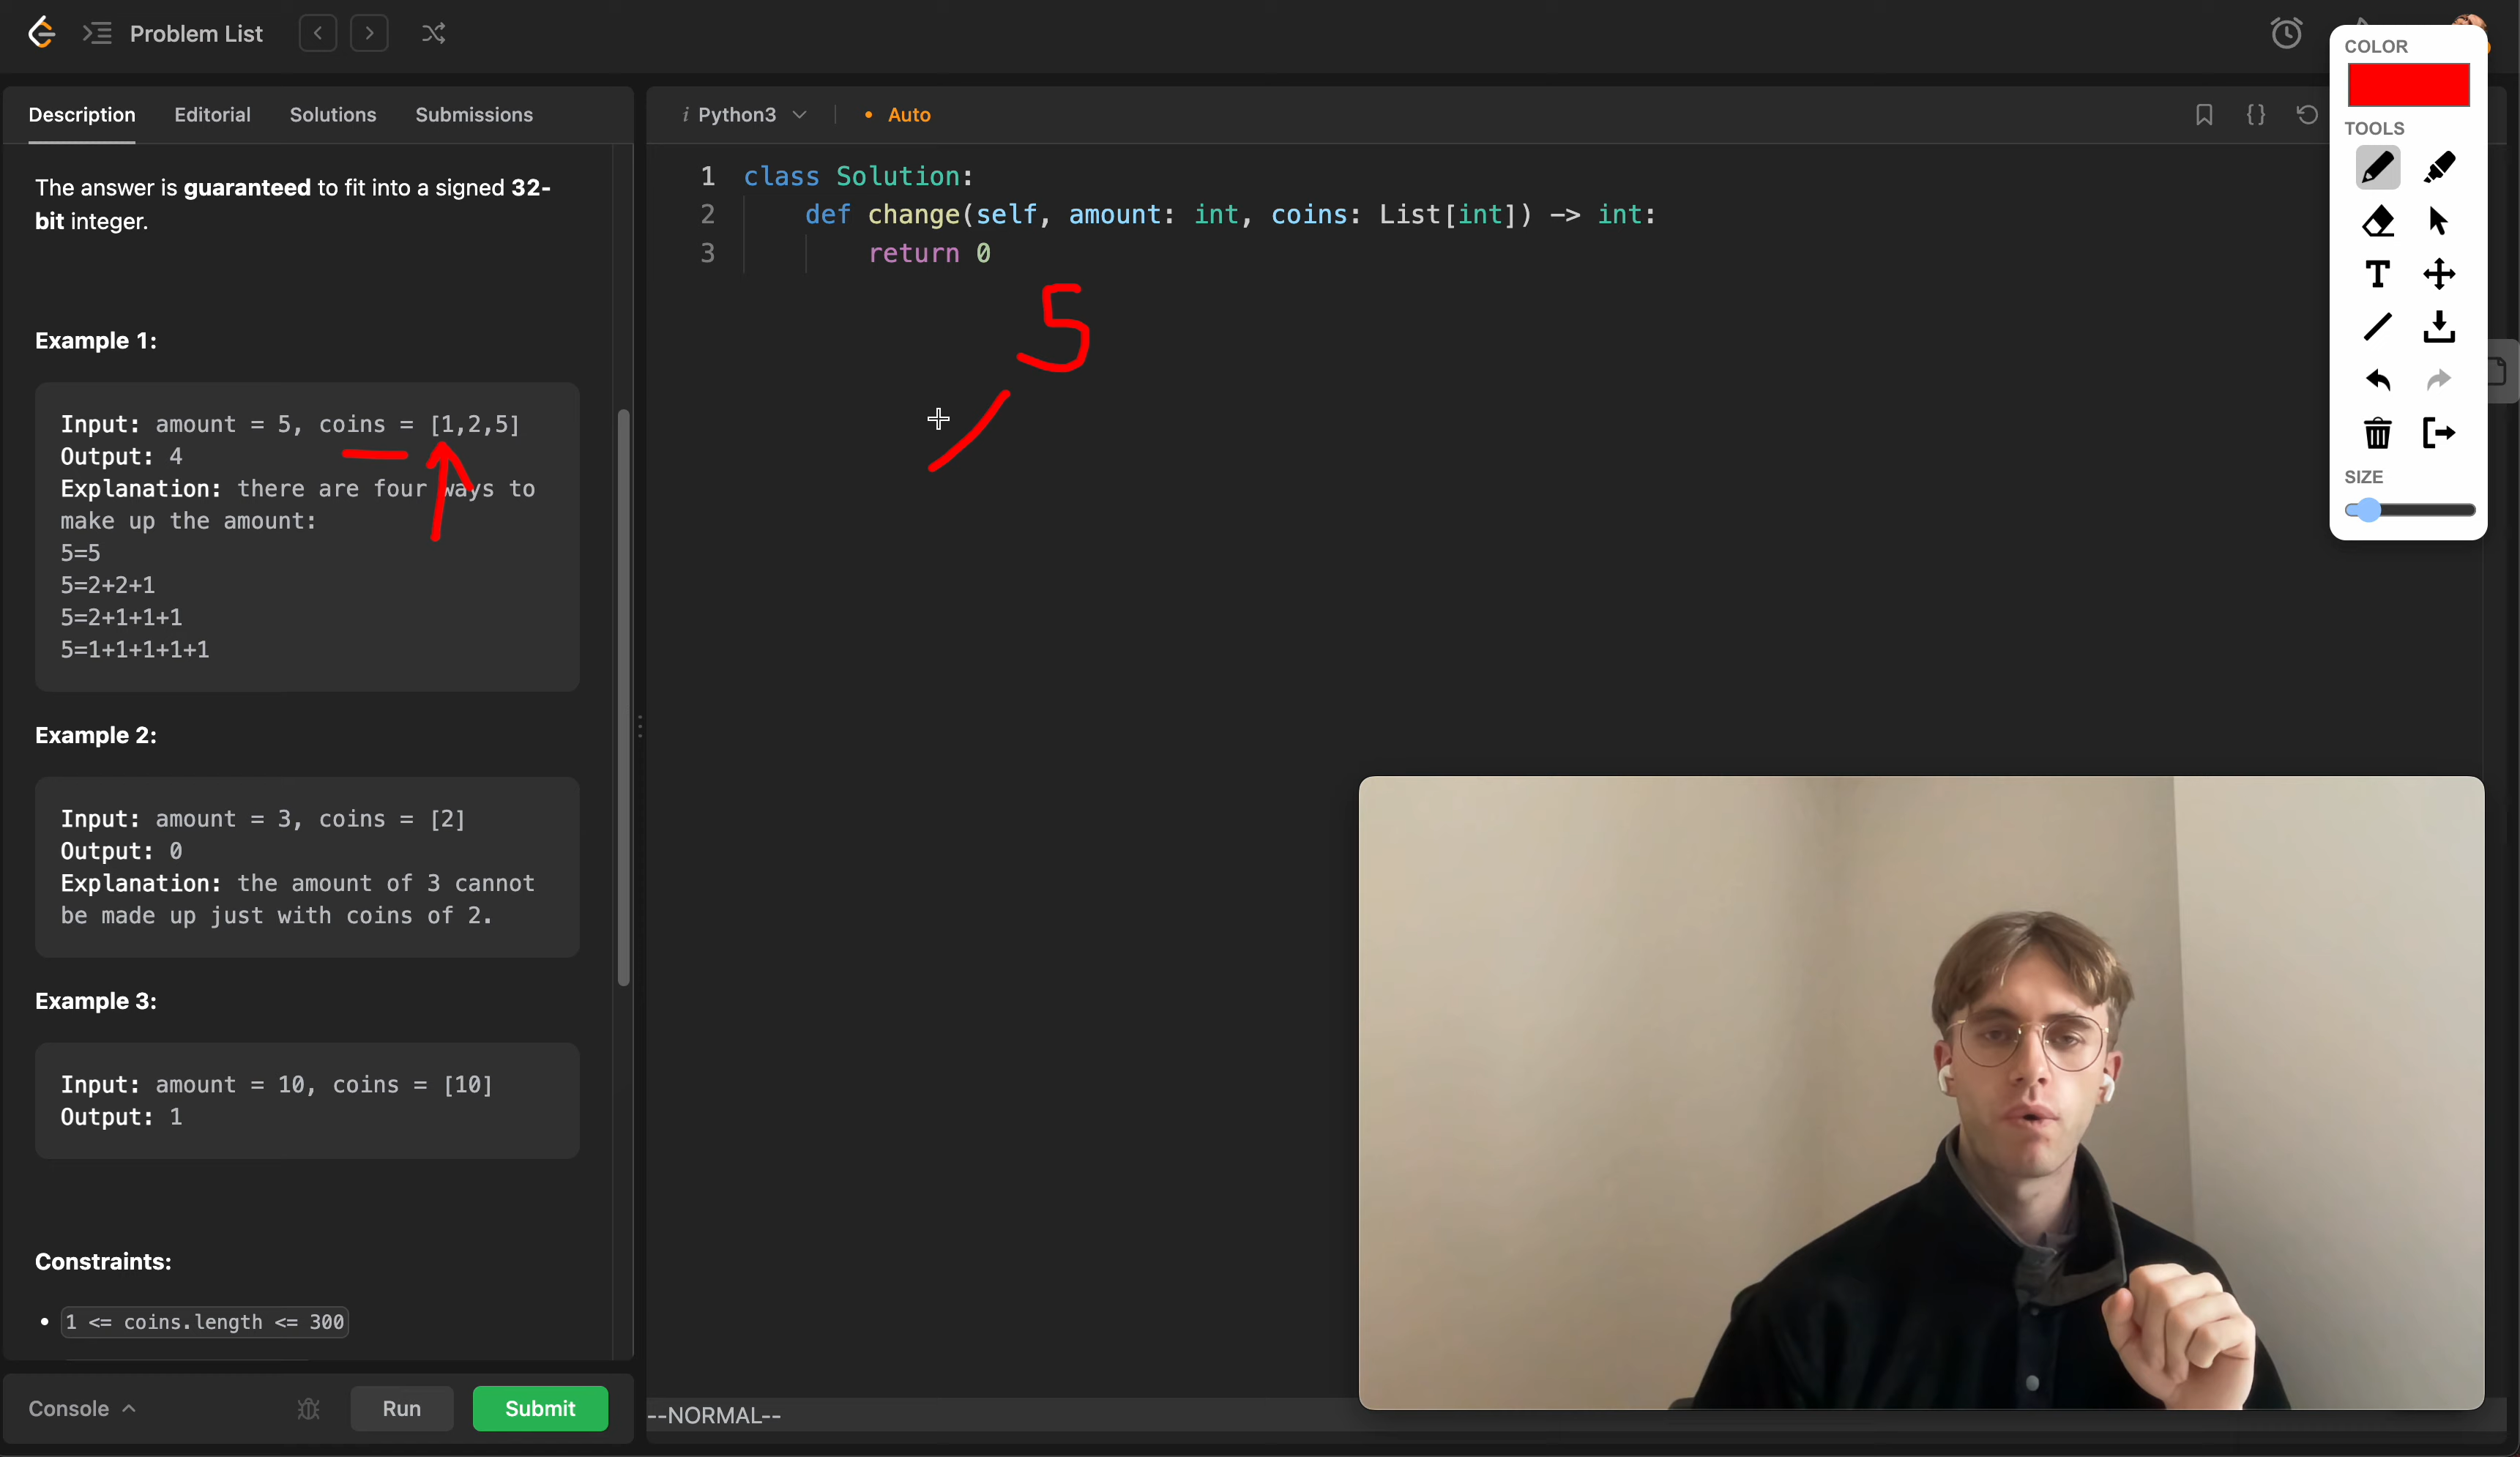 Problem List
Description Editorial Solutions Submissions
The answer is guaranteed to fit into a signed 32-
bit integer.
Example 1:
Input: amount = 5, coins = [1,2,5]
Output: 4
Explanation: there are four ways to
make up the amount:
5=5
5=2+2+1
5=2+1+1+1
5=1+1+1+1+1
Example 2:
Input: amount = 3, coins = [2]
Output: 0
Explanation: the amount of 3 cannot
be made up just with coins of 2.
Example 3:
Input: amount = 10, coins = [10]
Output: 1
Constraints:
1 <= coins.length <= 300
Console Run Submit
i Python3 Auto
{}
1 class Solution:
2 def change(self, amount: int, coins: List[int]) -> int:
3 return 0
5
--NORMAL--
COLOR
TOOLS
T
SIZE